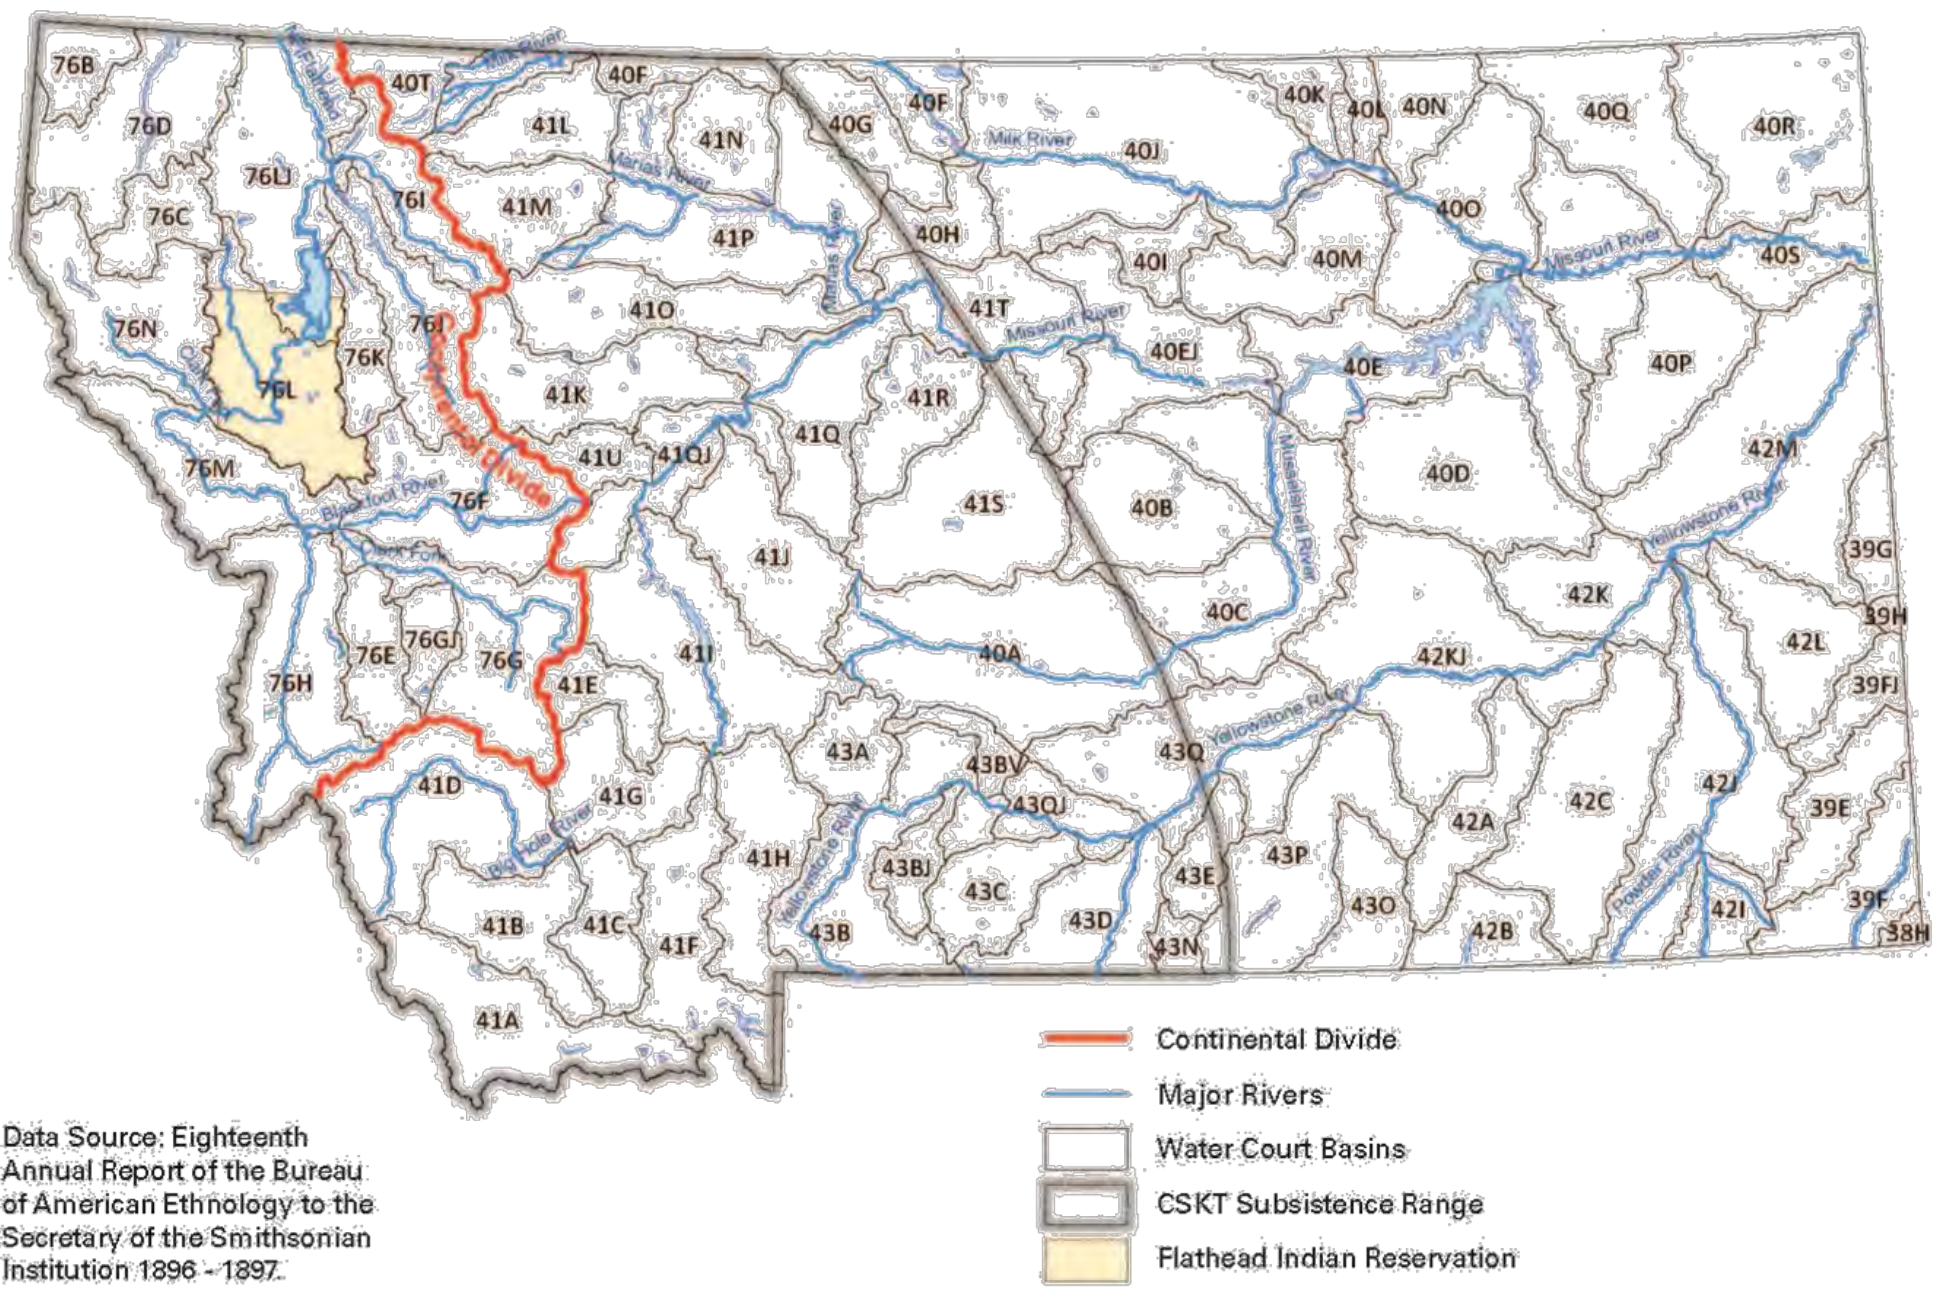 76B
76D
76LJ
76C
76I
76N
76L
76K
76J
76M
76F
76H
76E
76GJ
76G
40T
Milk River
40F
41L
41N
41M
Marias River
41P
Marias River
41O
41K
41U
41QJ
41Q
41R
41S
41J
41I
41E
41D
41G
41B
41C
41F
41A
41H
Continental divide
Blackfoot River
Clark Fork
Big Hole River
40G
40F
Milk River
40J
40K
40L
40N
40Q
40R
40H
40I
40M
40O
Missouri River
40S
41T
Missouri River
40EJ
40E
40P
40D
40B
Musselshell River
40C
40A
42M
Yellowstone River
39G
42K
39H
42L
42KJ
39FJ
Yellowstone River
43A
43BV
43Q
43QJ
Yellowstone River
43BJ
43C
43B
43D
43E
43N
43P
43O
42A
42B
42C
42J
Powder River
42I
39E
39F
38H
Continental Divide
Major Rivers
Water Court Basins
CSKT Subsistence Range
Flathead Indian Reservation
Data Source: Eighteenth
Annual Report of the Bureau
of American Ethnology to the
Secretary of the Smithsonian
Institution 1896 - 1897.